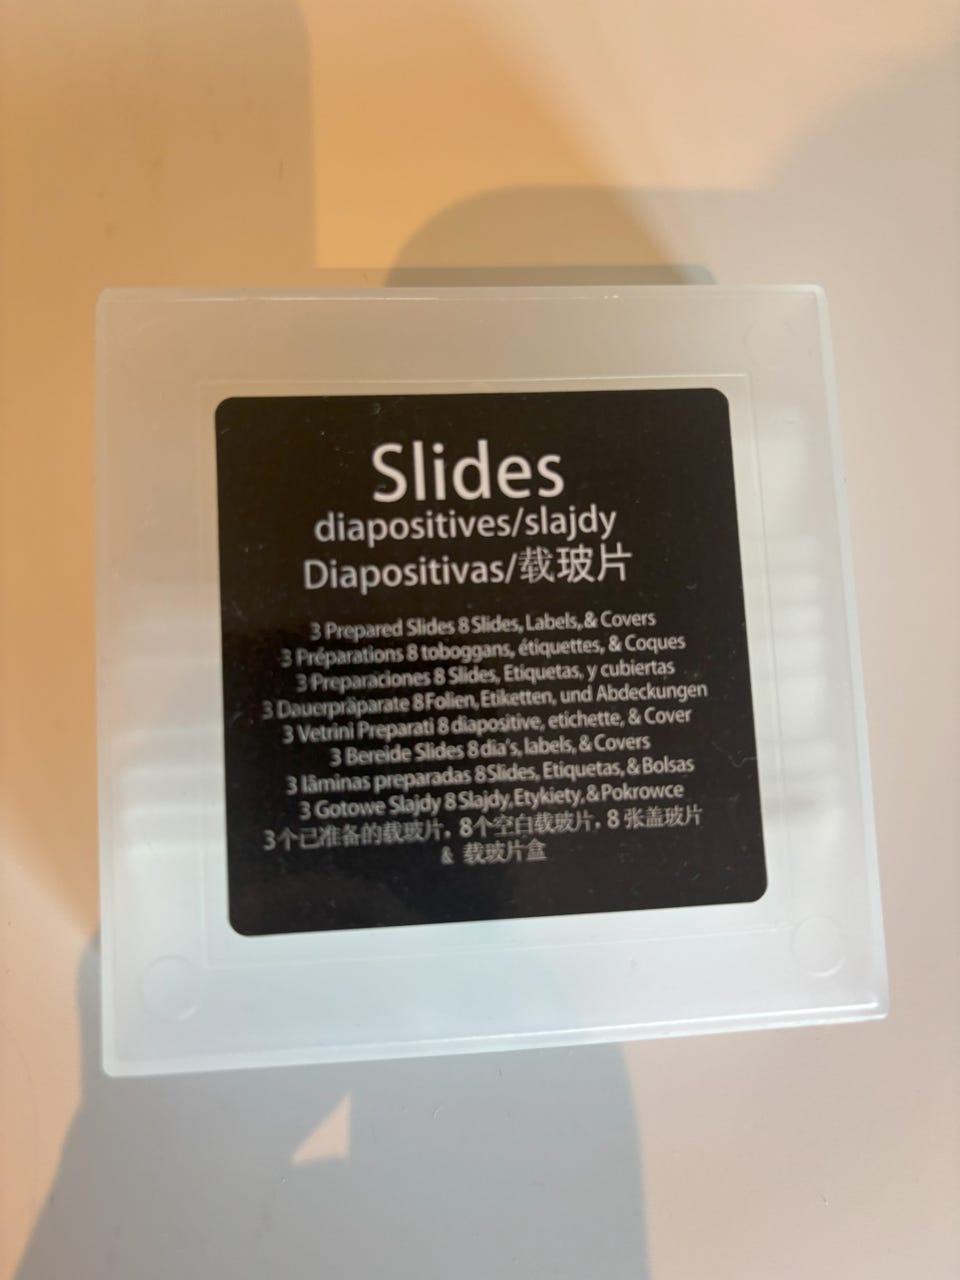 Slides
diapositives/slajdy
Diapositivas/载玻片
3 Prepared Slides 8 Slides, Labels, & Covers
3 Préparations 8 toboggans, étiquettes, & Coques
3 Preparaciones 8 Slides, Etiquetas, y cubiertas
3 Dauerpräparate 8 Folien, Etiketten, und Abdeckungen
3 Vetrini Preparati 8 diapositive, etichette, & Cover
3 Bereide Slides 8 dia's, labels, & Covers
3 lâminas preparadas 8 Slides, Etiquetas, & Bolsas
3 Gotowe Slajdy 8 Slajdy, Etykiety, & Pokrowce
3个已准备的载玻片，8个空白载玻片，8 张盖玻片
& 载玻片盒